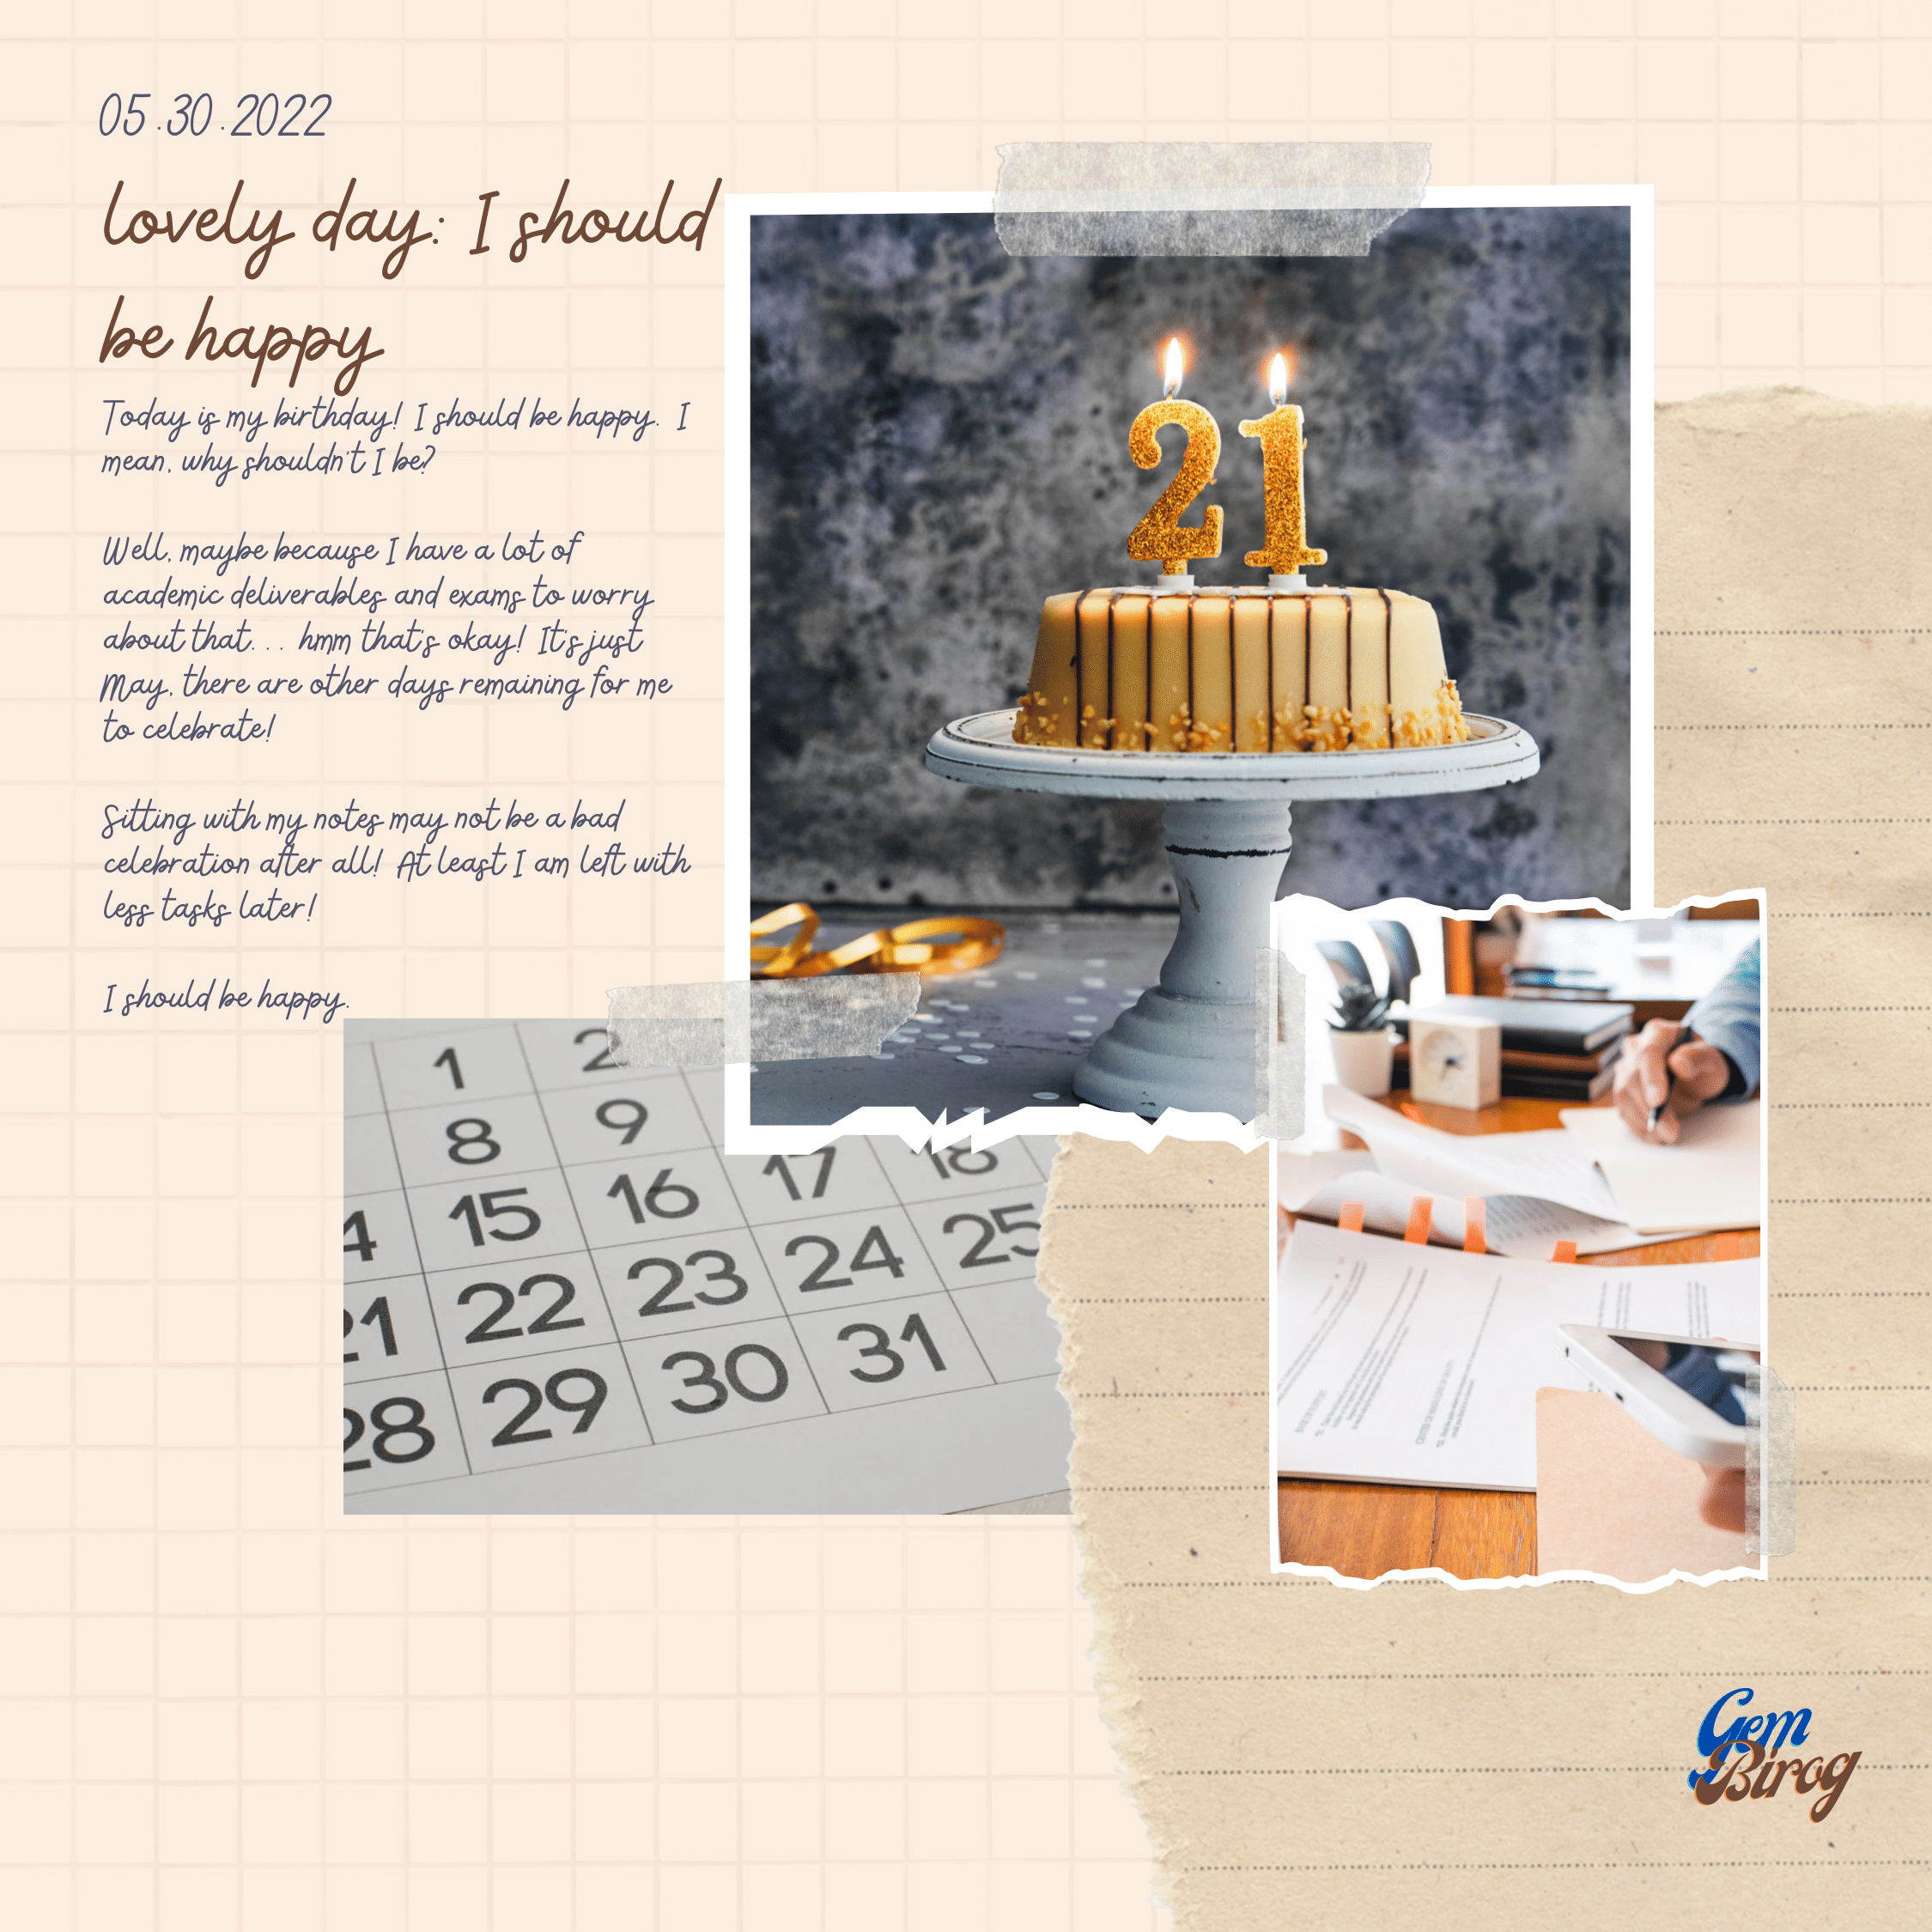 05.30.2022
lovely day: I should
be happy
Today is my birthday! I should be happy. I
mean, why shouldn't I be?
Well, maybe because I have a lot of
academic deliverables and exams to worry
about that. . . hmm that's okay! It's just
May, there are other days remaining for me
to celebrate!
Sitting with my notes may not be a bad
celebration after all! At least I am left with
less tasks later!
I should be happy.
21
1 2
8 9
4 15 16 17 18
21 22 23 24 25
28 29 30 31
Gem
Birog